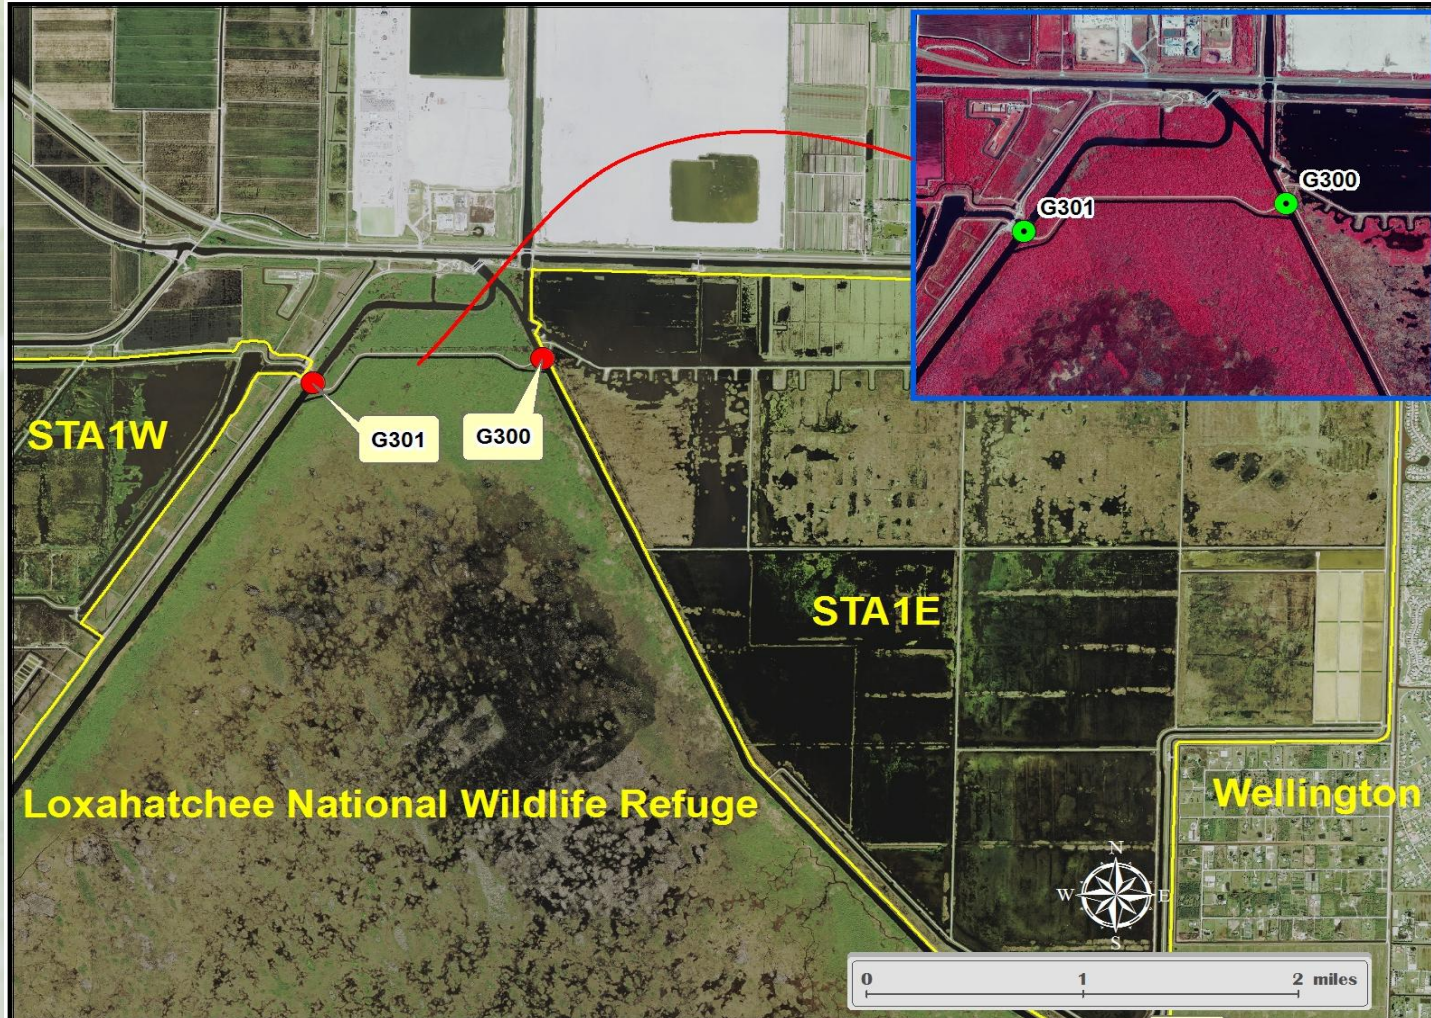 G300
G301
STA1W
G301
G300
STA1E
Loxahatchee National Wildlife Refuge
Wellington
N
W
E
S
0 1 2 miles